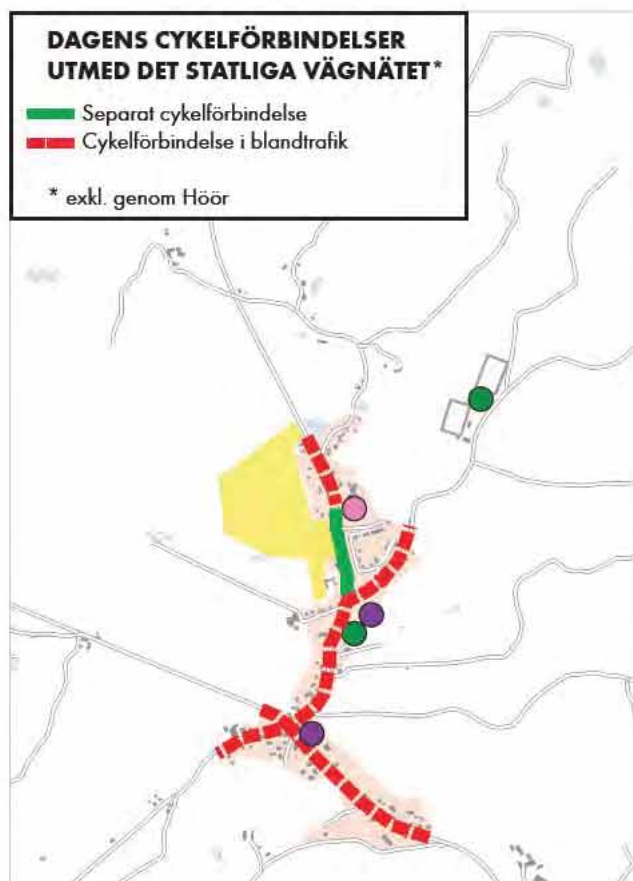 DAGENS CYKELFÖRBINDELSER
UTMED DET STATLIGA VÄGNÄTET*
Separat cykelförbindelse
Cykelförbindelse i blandtrafik
* exkl. genom Höör